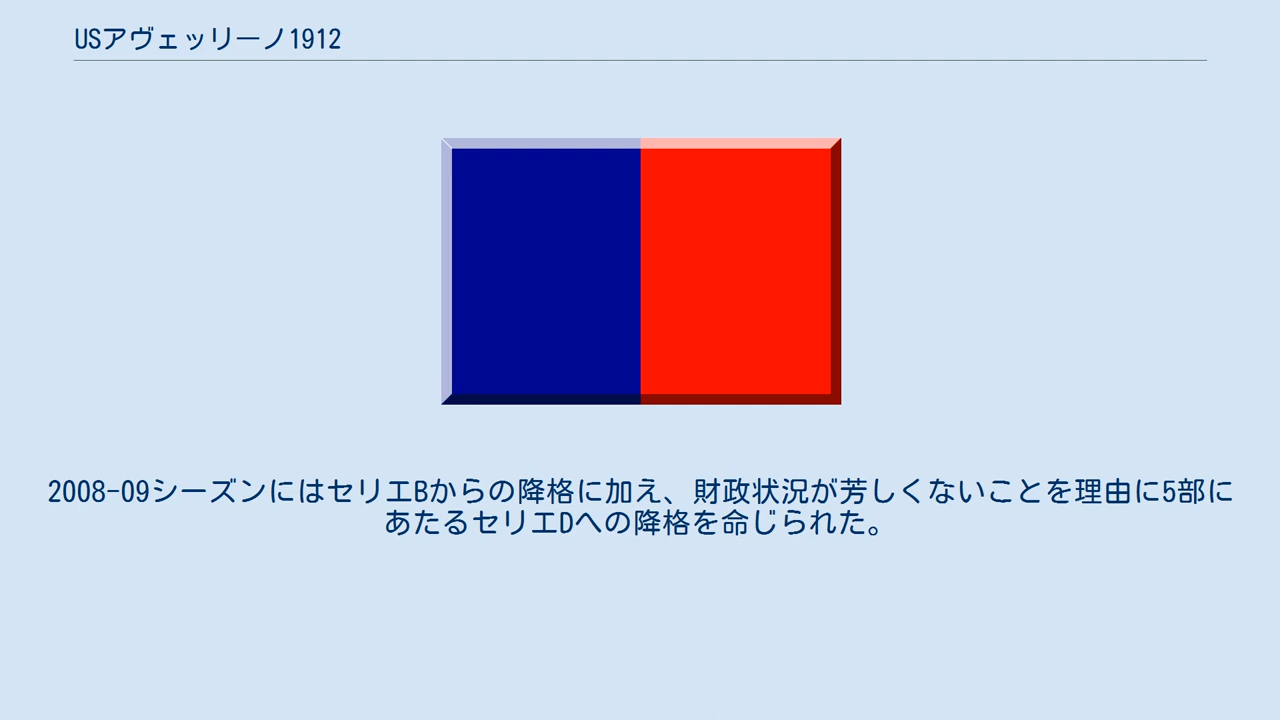 USアヴェッリーノ1912
2008-09シーズンにはセリエBからの降格に加え、財政状況が芳しくないことを理由に5部に
あたるセリエDへの降格を命じられた。